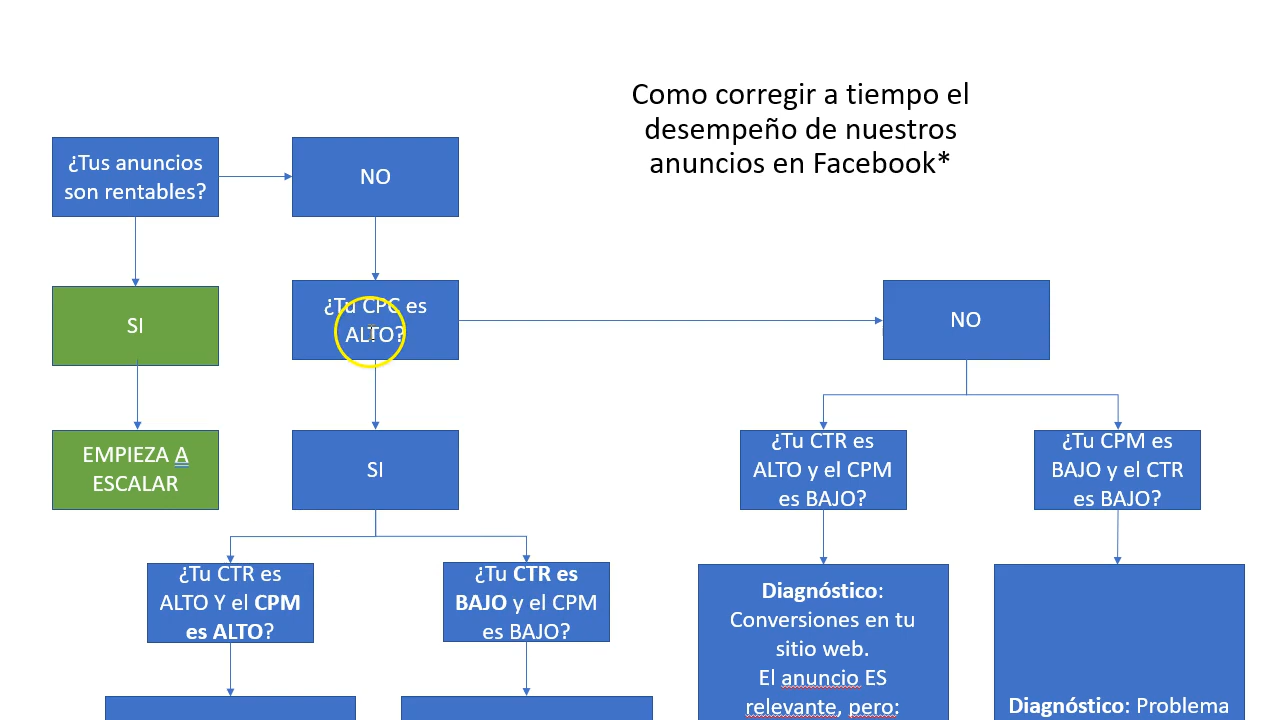 Como corregir a tiempo el
desempeño de nuestros
anuncios en Facebook*
¿Tus anuncios
son rentables?
NO
SI
¿Tu CPC es
ALTO?
NO
EMPIEZA A
ESCALAR
SI
¿Tu CTR es
ALTO y el CPM
es BAJO?
¿Tu CPM es
BAJO y el CTR
es BAJO?
¿Tu CTR es
ALTO Y el CPM
es ALTO?
¿Tu CTR es
BAJO y el CPM
es BAJO?
Diagnóstico:
Conversiones en tu
sitio web.
El anuncio ES
relevante, pero:
Diagnóstico: Problema